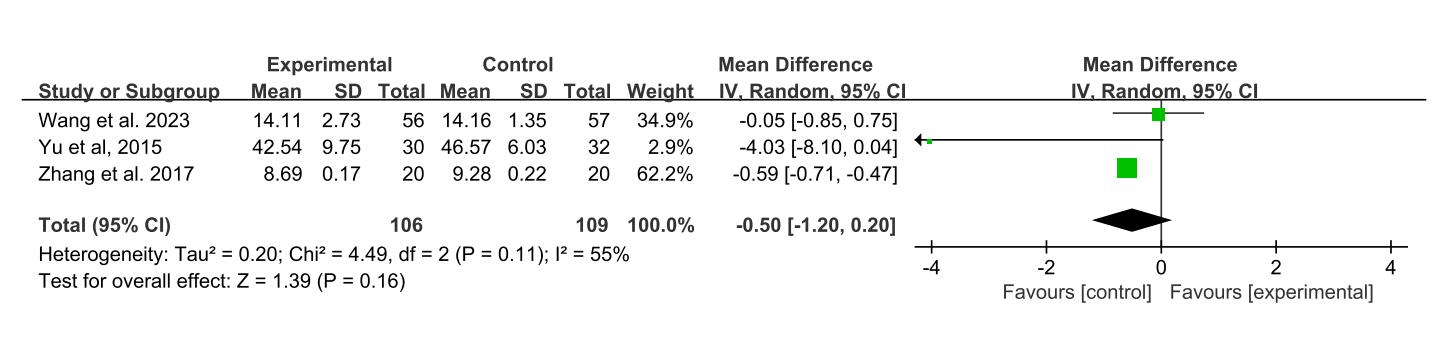 Experimental Control Mean Difference Mean Difference
Study or Subgroup Mean SD Total Mean SD Total Weight IV, Random, 95% CI IV, Random, 95% CI
Wang et al. 2023 14.11 2.73 56 14.16 1.35 57 34.9% -0.05 [-0.85, 0.75]
Yu et al, 2015 42.54 9.75 30 46.57 6.03 32 2.9% -4.03 [-8.10, 0.04]
Zhang et al. 2017 8.69 0.17 20 9.28 0.22 20 62.2% -0.59 [-0.71, -0.47]
Total (95% CI) 106 109 100.0% -0.50 [-1.20, 0.20]
Heterogeneity: Tau² = 0.20; Chi² = 4.49, df = 2 (P = 0.11); I² = 55%
Test for overall effect: Z = 1.39 (P = 0.16)
-4 -2 0 2 4
Favours [control] Favours [experimental]